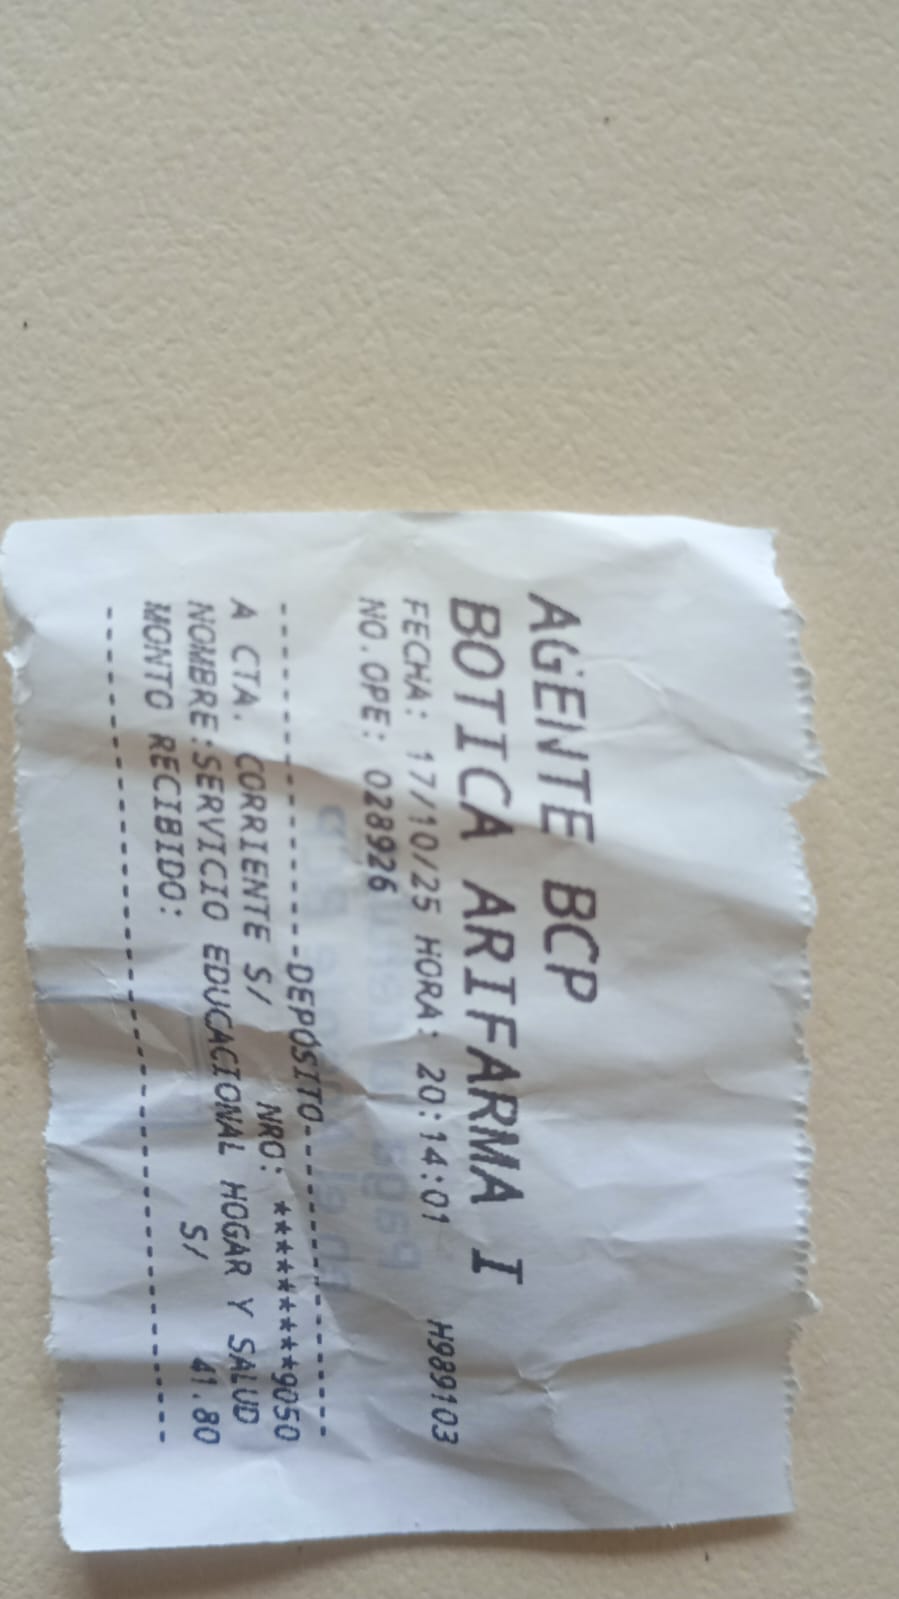 AGENTE BCP
BOTICA ARIFARMA I
FECHA: 17/10/25 HORA: 20:14:01 H989103
NO.OPE: 028926
--------------------DEPOSITO--------------------
A CTA. CORRIENTE S/ NRO: *********9050
NOMBRE:SERVICIO EDUCACIONAL HOGAR Y SALUD
MONTO RECIBIDO: S/ 41.80
------------------------------------------------